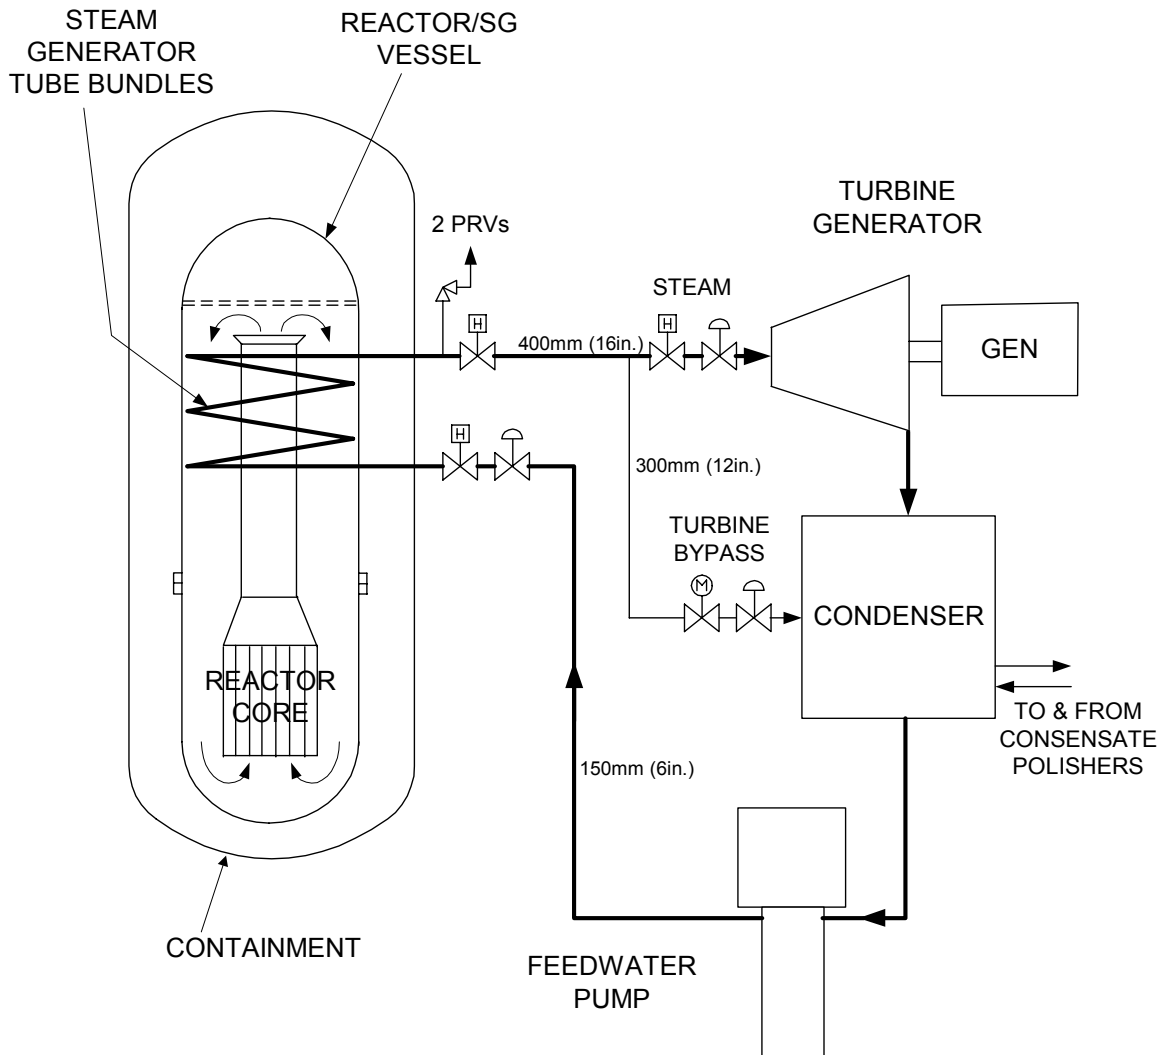 STEAM
GENERATOR
TUBE BUNDLES
REACTOR/SG
VESSEL
2 PRVs
TURBINE
GENERATOR
STEAM
H
H
400mm (16in.)
GEN
H
300mm (12in.)
TURBINE
BYPASS
M
CONDENSER
REACTOR
CORE
TO & FROM
CONSENSATE
POLISHERS
150mm (6in.)
CONTAINMENT
FEEDWATER
PUMP